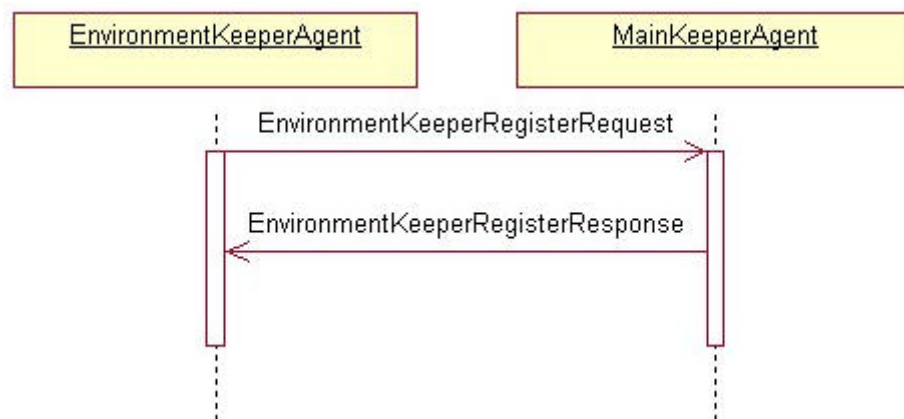 EnvironmentKeeperAgent
MainKeeperAgent
EnvironmentKeeperRegisterRequest
EnvironmentKeeperRegisterResponse